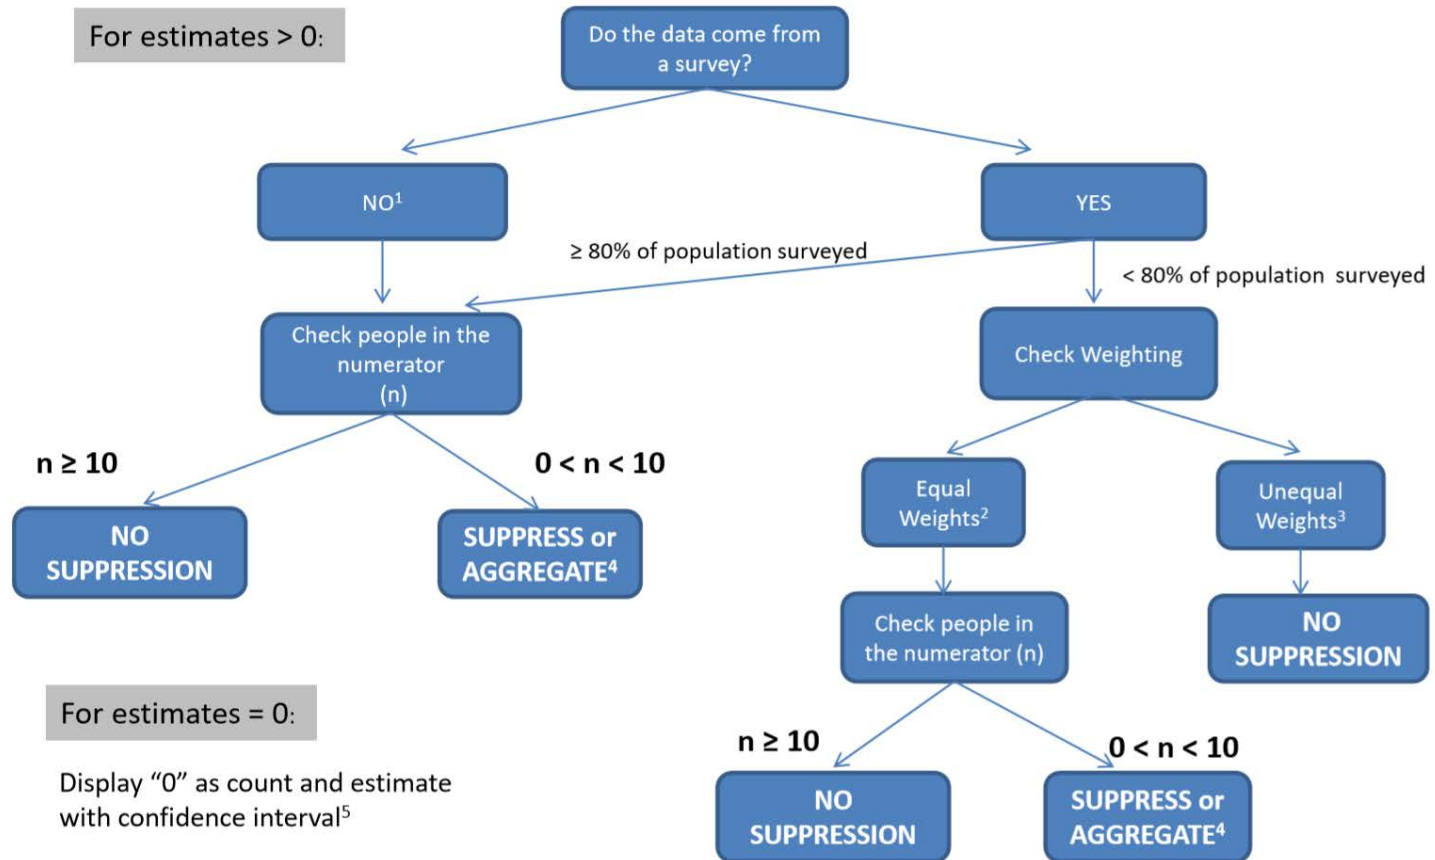 For estimates > 0:
Do the data come from
a survey?
NO¹
YES
≥ 80% of population surveyed
< 80% of population surveyed
Check people in the
numerator
(n)
Check Weighting
n ≥ 10
0 < n < 10
NO
SUPPRESSION
SUPPRESS or
AGGREGATE⁴
Equal
Weights²
Unequal
Weights³
Check people in
the numerator (n)
NO
SUPPRESSION
For estimates = 0:
Display “0” as count and estimate
with confidence interval⁵
n ≥ 10
0 < n < 10
NO
SUPPRESSION
SUPPRESS or
AGGREGATE⁴